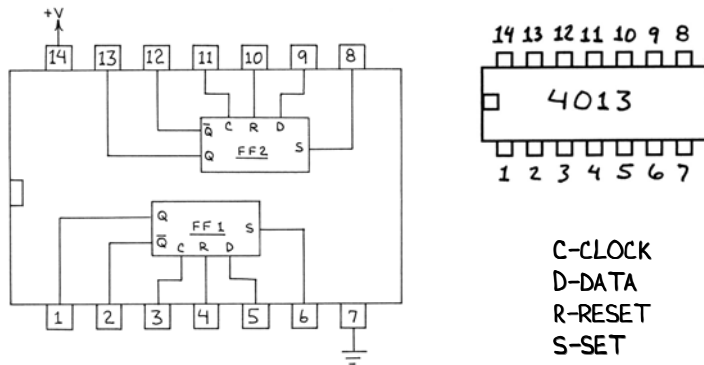 +V
14 13 12 11 10 9 8
Q̅ C R D
Q FF2 S
Q FF1 S
Q̅ C R D
1 2 3 4 5 6 7
14 13 12 11 10 9 8
4013
1 2 3 4 5 6 7
C-CLOCK
D-DATA
R-RESET
S-SET